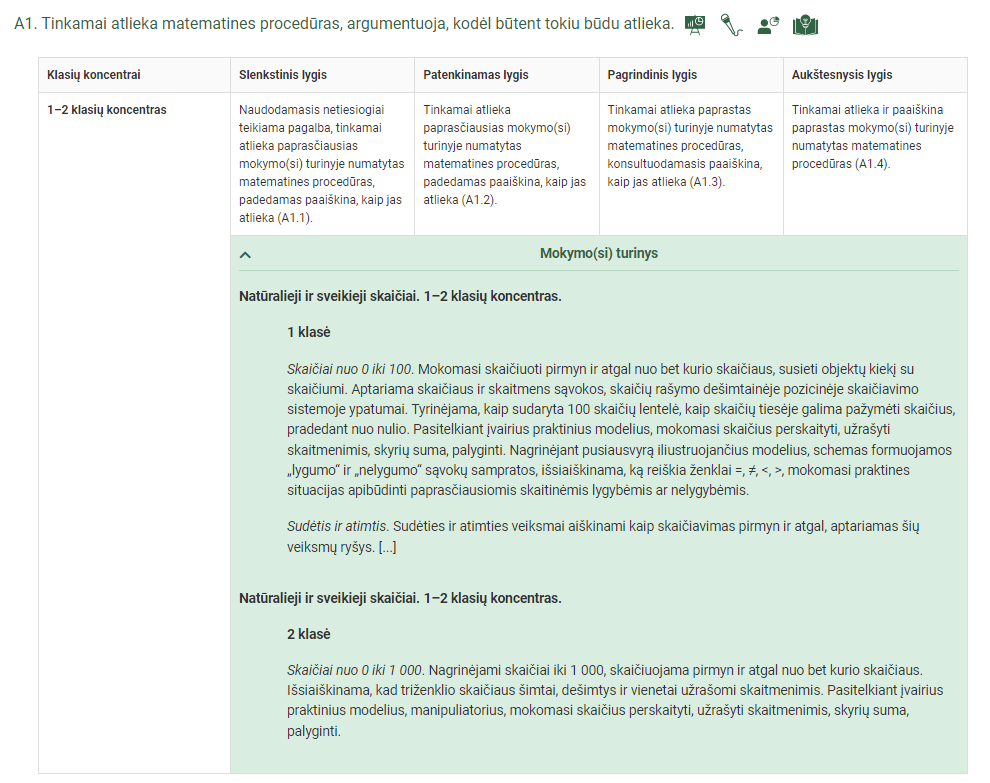 A1. Tinkamai atlieka matematines procedūras, argumentuoja, kodėl būtent tokiu būdu atlieka.
Klasių koncentrai
Slenkstinis lygis
Patenkinamas lygis
Pagrindinis lygis
Aukštesnysis lygis
1–2 klasių koncentras
Naudodamasis netiesiogiai
teikiama pagalba, tinkamai
atlieka paprasčiausias
mokymo(si) turinyje numatytas
matematines procedūras,
padedamas paaiškina, kaip jas
atlieka (A1.1).
Tinkamai atlieka
paprasčiausias mokymo(si)
turinyje numatytas
matematines procedūras,
padedamas paaiškina, kaip jas
atlieka (A1.2).
Tinkamai atlieka paprastas
mokymo(si) turinyje numatytas
matematines procedūras,
konsultuodamasis paaiškina,
kaip jas atlieka (A1.3).
Tinkamai atlieka ir paaiškina
paprastas mokymo(si) turinyje
numatytas matematines
procedūras (A1.4).
Mokymo(si) turinys
Natūralieji ir sveikieji skaičiai. 1–2 klasių koncentras.
1 klasė
Skaičiai nuo 0 iki 100. Mokomasi skaičiuoti pirmyn ir atgal nuo bet kurio skaičiaus, susieti objektų kiekį su
skaičiumi. Aptariama skaičiaus ir skaitmens sąvokos, skaičių rašymo dešimtainėje pozicinėje skaičiavimo
sistemoje ypatumai. Tyrinėjama, kaip sudaryta 100 skaičių lentelė, kaip skaičių tiesėje galima pažymėti skaičius,
pradedant nuo nulio. Pasitelkiant įvairius praktinius modelius, mokomasi skaičius perskaityti, užrašyti
skaitmenimis, skyrių suma, palyginti. Nagrinėjant pusiausvyrą iliustruojančius modelius, schemas formuojamos
„lygumo“ ir „nelygumo“ sąvokų sampratos, išsiaiškinama, ką reiškia ženklai =, ≠, <, >, mokomasi praktines
situacijas apibūdinti paprasčiausiomis skaitinėmis lygybėmis ar nelygybėmis.
Sudėtis ir atimtis. Sudėties ir atimties veiksmai aiškinami kaip skaičiavimas pirmyn ir atgal, aptariamas šių
veiksmų ryšys. [...]
Natūralieji ir sveikieji skaičiai. 1–2 klasių koncentras.
2 klasė
Skaičiai nuo 0 iki 1 000. Nagrinėjami skaičiai iki 1 000, skaičiuojama pirmyn ir atgal nuo bet kurio skaičiaus.
Išsiaiškinama, kad triženklio skaičiaus šimtai, dešimtys ir vienetai užrašomi skaitmenimis. Pasitelkiant įvairius
praktinius modelius, manipuliatorius, mokomasi skaičius perskaityti, užrašyti skaitmenimis, skyrių suma,
palyginti.